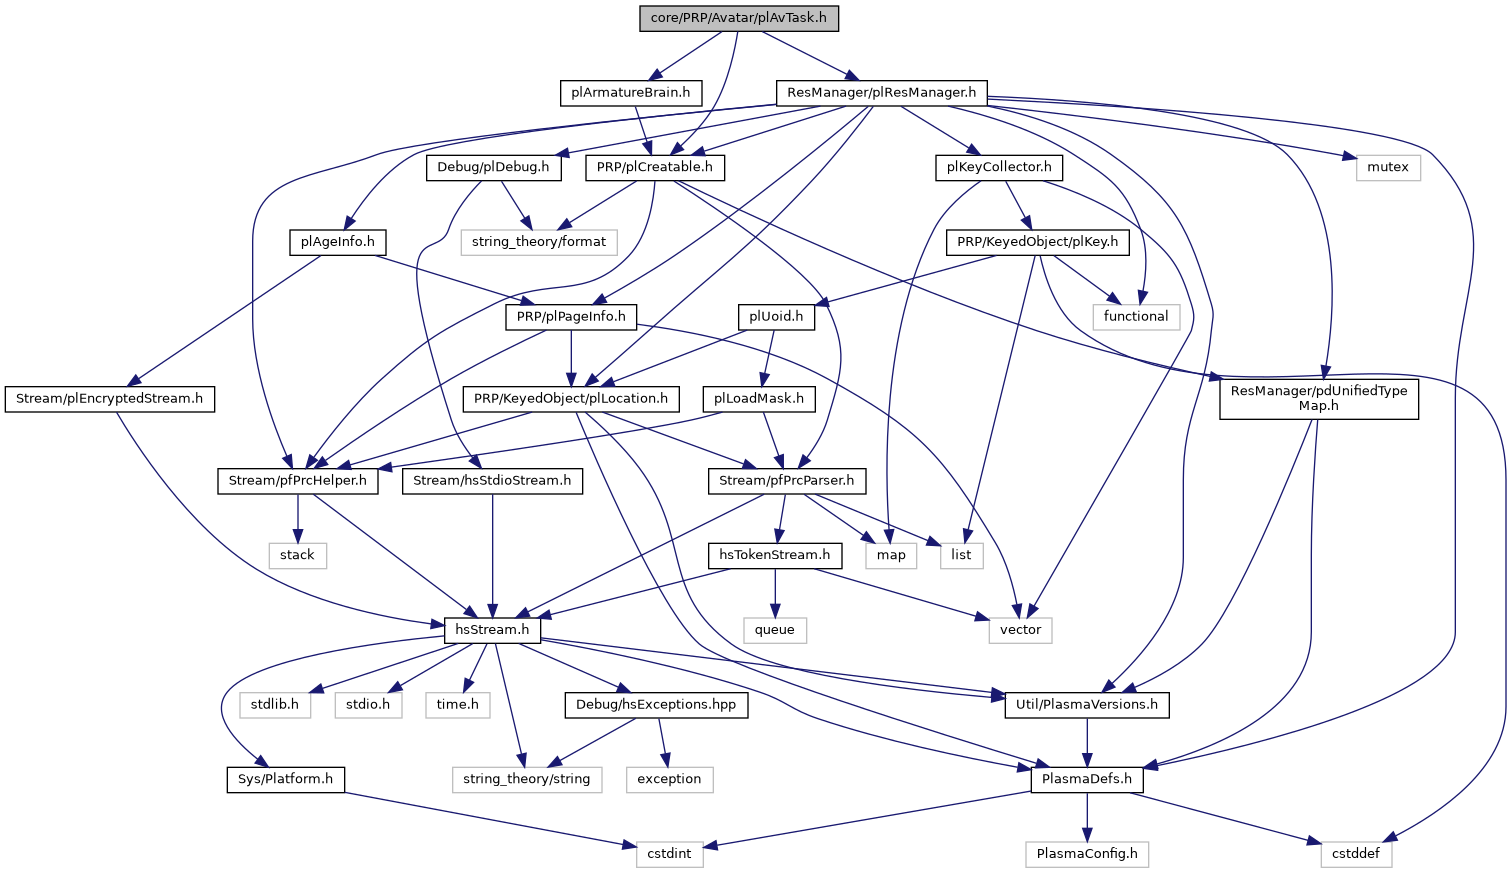 core/PRP/Avatar/plAvTask.h
plArmatureBrain.h
ResManager/plResManager.h
Debug/plDebug.h
PRP/plCreatable.h
plKeyCollector.h
mutex
plAgeInfo.h
string_theory/format
PRP/KeyedObject/plKey.h
PRP/plPageInfo.h
plUoid.h
functional
Stream/plEncryptedStream.h
PRP/KeyedObject/plLocation.h
plLoadMask.h
ResManager/pdUnifiedType
Map.h
Stream/pfPrcHelper.h
Stream/hsStdioStream.h
Stream/pfPrcParser.h
stack
hsTokenStream.h
map
list
hsStream.h
queue
vector
stdlib.h
stdio.h
time.h
Debug/hsExceptions.hpp
Util/PlasmaVersions.h
Sys/Platform.h
string_theory/string
exception
PlasmaDefs.h
cstdint
PlasmaConfig.h
cstddef